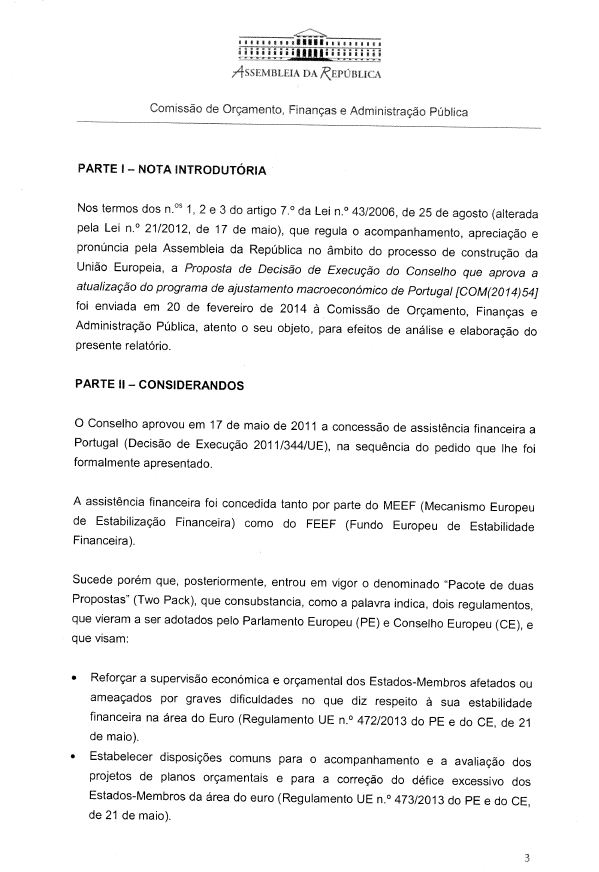 ASSEMBLEIA DA REPÚBLICA
Comissão de Orçamento, Finanças e Administração Pública
PARTE I – NOTA INTRODUTÓRIA
Nos termos dos n.ºs 1, 2 e 3 do artigo 7.º da Lei n.º 43/2006, de 25 de agosto (alterada
pela Lei n.º 21/2012, de 17 de maio), que regula o acompanhamento, apreciação e
pronúncia pela Assembleia da República no âmbito do processo de construção da
União Europeia, a Proposta de Decisão de Execução do Conselho que aprova a
atualização do programa de ajustamento macroeconómico de Portugal [COM(2014)54]
foi enviada em 20 de fevereiro de 2014 à Comissão de Orçamento, Finanças e
Administração Pública, atento o seu objeto, para efeitos de análise e elaboração do
presente relatório.
PARTE II – CONSIDERANDOS
O Conselho aprovou em 17 de maio de 2011 a concessão de assistência financeira a
Portugal (Decisão de Execução 2011/344/UE), na sequência do pedido que lhe foi
formalmente apresentado.
A assistência financeira foi concedida tanto por parte do MEEF (Mecanismo Europeu
de Estabilização Financeira) como do FEEF (Fundo Europeu de Estabilidade
Financeira).
Sucede porém que, posteriormente, entrou em vigor o denominado "Pacote de duas
Propostas" (Two Pack), que consubstancia, como a palavra indica, dois regulamentos,
que vieram a ser adotados pelo Parlamento Europeu (PE) e Conselho Europeu (CE), e
que visam:
• Reforçar a supervisão económica e orçamental dos Estados-Membros afetados ou
ameaçados por graves dificuldades no que diz respeito à sua estabilidade
financeira na área do Euro (Regulamento UE n.º 472/2013 do PE e do CE, de 21
de maio).
• Estabelecer disposições comuns para o acompanhamento e a avaliação dos
projetos de planos orçamentais e para a correção do défice excessivo dos
Estados-Membros da área do euro (Regulamento UE n.º 473/2013 do PE e do CE,
de 21 de maio).
3